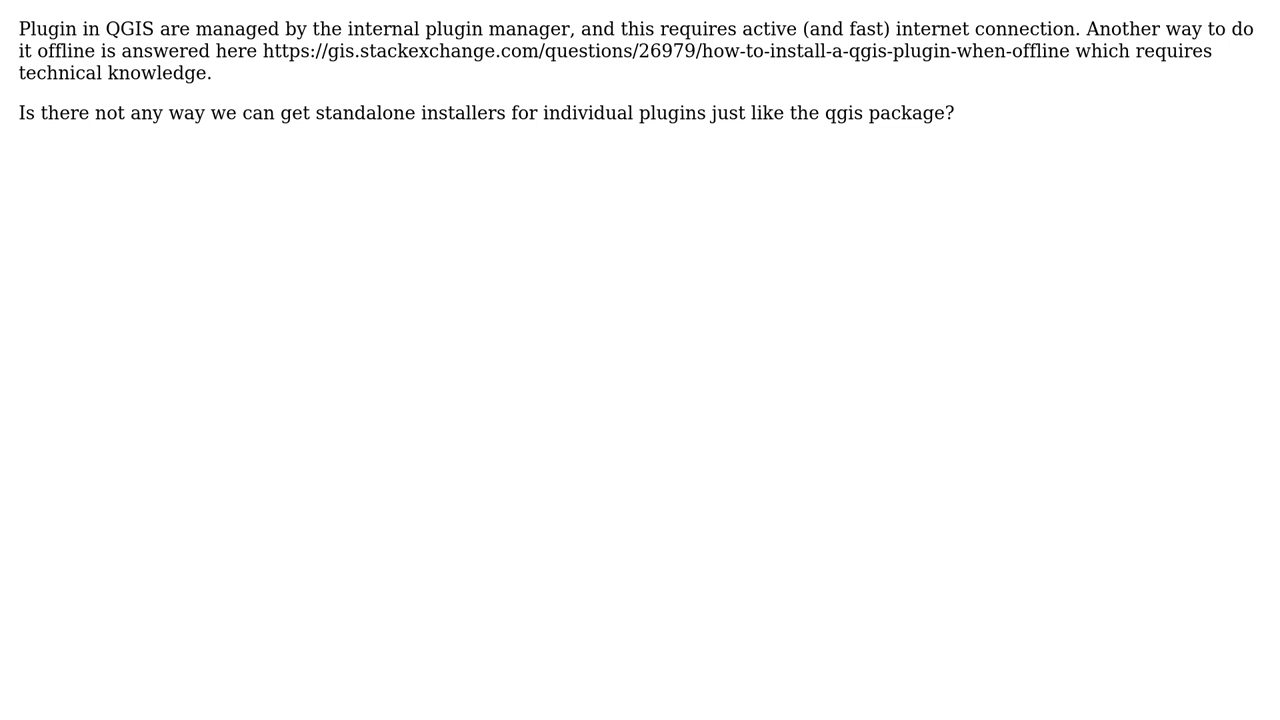 Plugin in QGIS are managed by the internal plugin manager, and this requires active (and fast) internet connection. Another way to do
it offline is answered here https://gis.stackexchange.com/questions/26979/how-to-install-a-qgis-plugin-when-offline which requires
technical knowledge.
Is there not any way we can get standalone installers for individual plugins just like the qgis package?